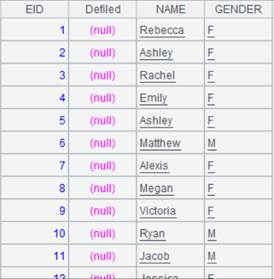 EID Defiled NAME GENDER
1 (null) Rebecca F
2 (null) Ashley F
3 (null) Rachel F
4 (null) Emily F
5 (null) Ashley F
6 (null) Matthew M
7 (null) Alexis F
8 (null) Megan F
9 (null) Victoria F
10 (null) Ryan M
11 (null) Jacob M
12 (null) Jessica F